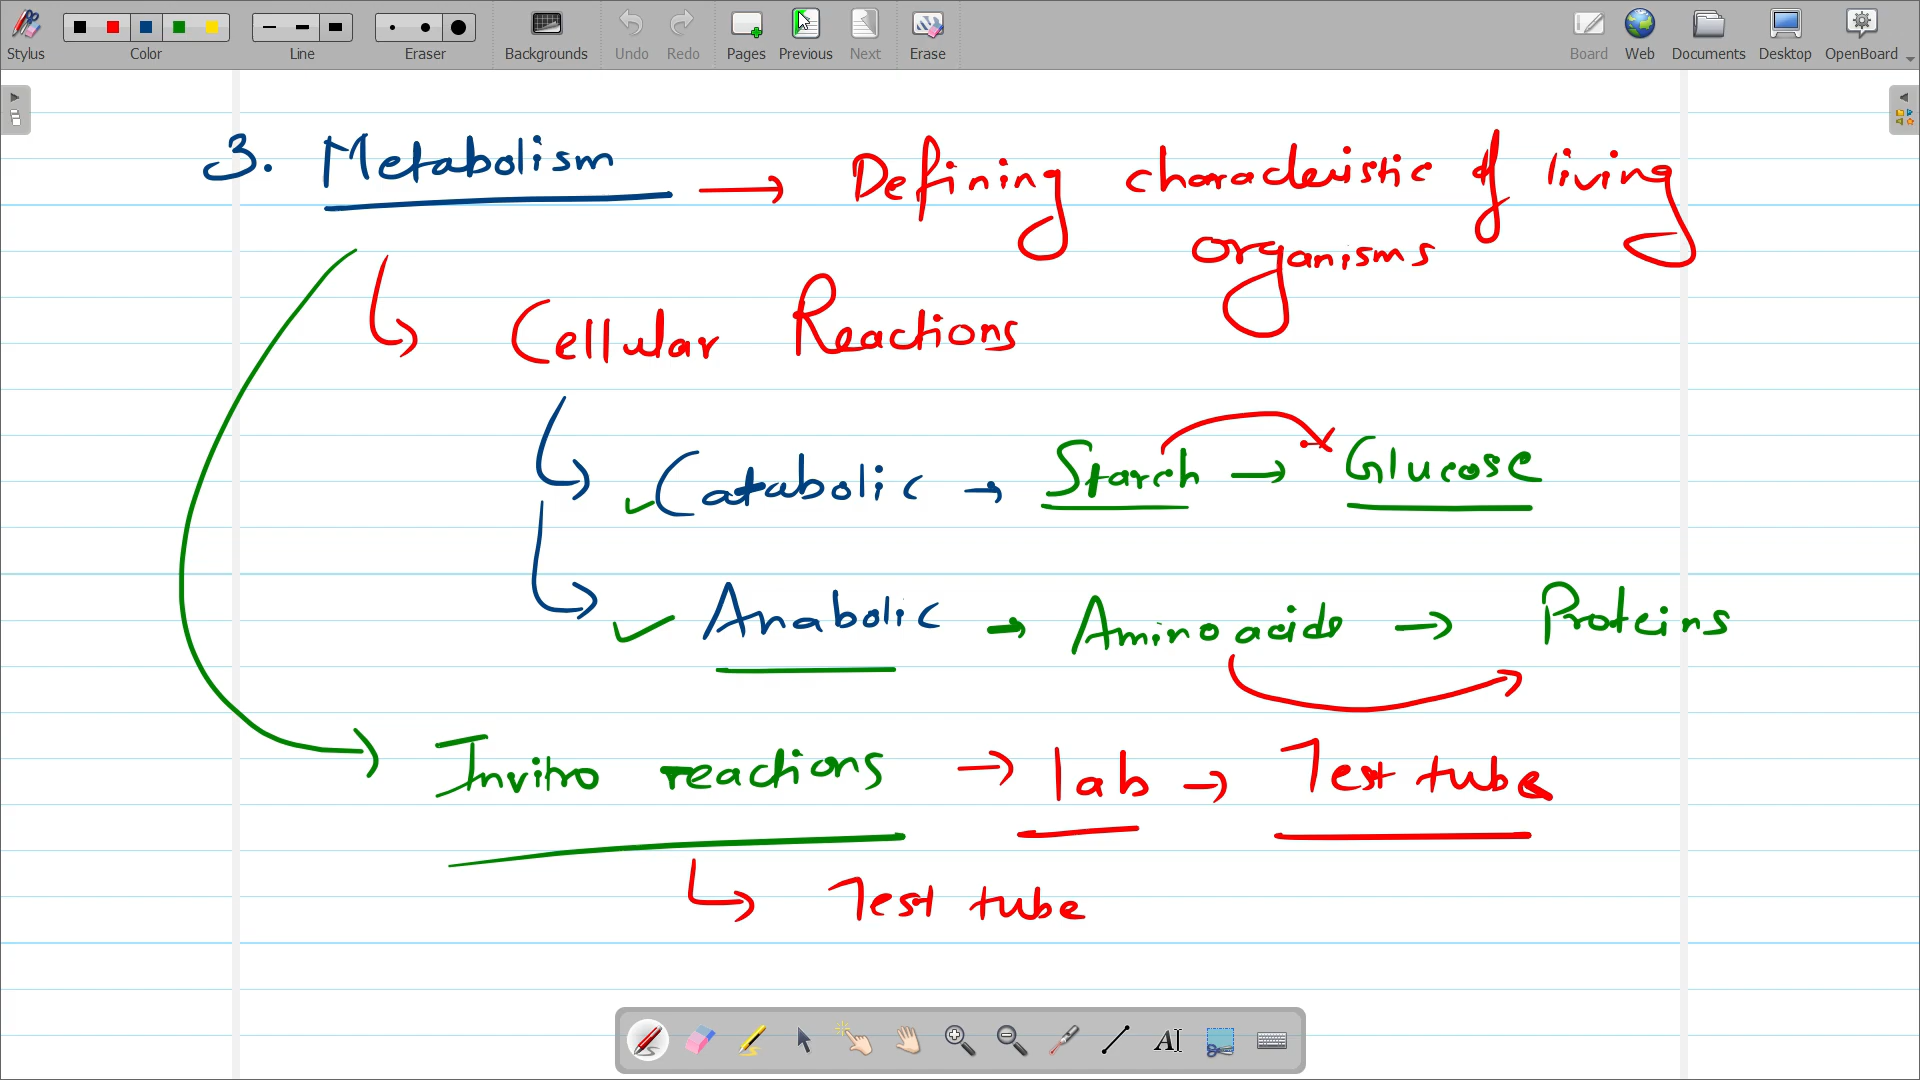 Stylus Color Line Eraser Backgrounds Undo Redo Pages Previous Next Erase Board Web Documents Desktop OpenBoard
3. Metabolism → Defining characteristic of living
organisms
Cellular Reactions
✓ Catabolic → Starch → Glucose
✓ Anabolic → Amino acids → Proteins
Invitro reactions → lab → Test tube
Test tube